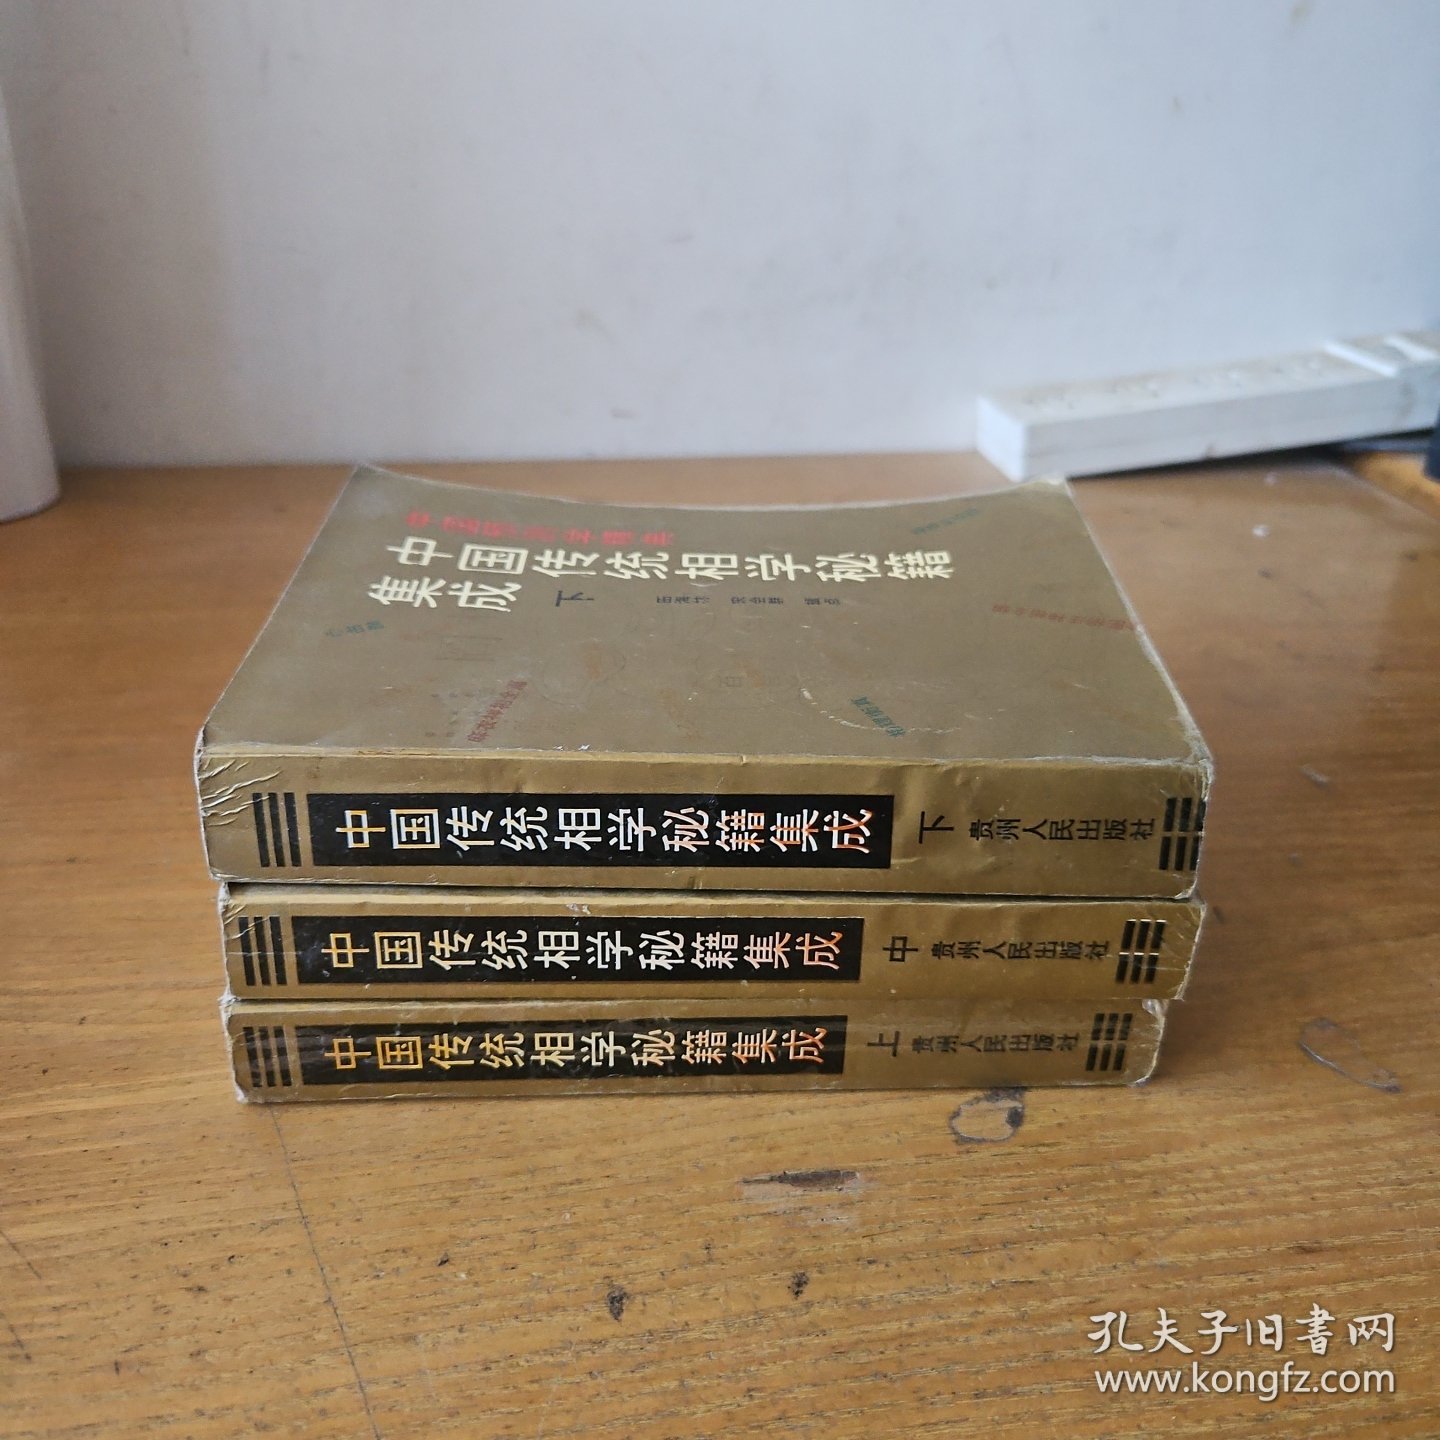 中国传统相学秘籍
集成 下
中国传统相学秘籍集成 下 贵州人民出版社
中国传统相学秘籍集成 中 贵州人民出版社
中国传统相学秘籍集成 上 贵州人民出版社
孔夫子旧書网
www.kongfz.com